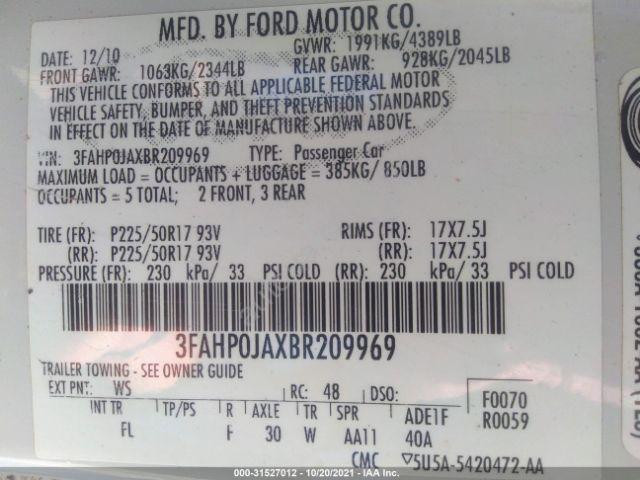 MFD. BY FORD MOTOR CO.
DATE: 12/10 GVWR: 1991KG/4389LB
FRONT GAWR: 1063KG/2344LB REAR GAWR: 928KG/2045LB
THIS VEHICLE CONFORMS TO ALL APPLICABLE FEDERAL MOTOR
VEHICLE SAFETY, BUMPER, AND THEFT PREVENTION STANDARDS
IN EFFECT ON THE DATE OF MANUFACTURE SHOWN ABOVE.
VIN: 3FAHP0JAXBR209969 TYPE: Passenger Car
MAXIMUM LOAD = OCCUPANTS + LUGGAGE = 385KG/ 850LB
OCCUPANTS = 5 TOTAL; 2 FRONT, 3 REAR
TIRE (FR): P225/50R17 93V RIMS (FR): 17X7.5J
(RR): P225/50R17 93V (RR): 17X7.5J
PRESSURE (FR): 230 kPa/ 33 PSI COLD (RR): 230 kPa/ 33 PSI COLD
3FAHP0JAXBR209969
TRAILER TOWING - SEE OWNER GUIDE
EXT PNT: WS RC: 48 DSO: F0070
INT TR TP/PS R AXLE TR SPR ADE1F R0059
FL F 30 W AA11 40A
CMC ▽5U5A-5420472-AA
000-31527012 - 10/20/2021 - IAAI